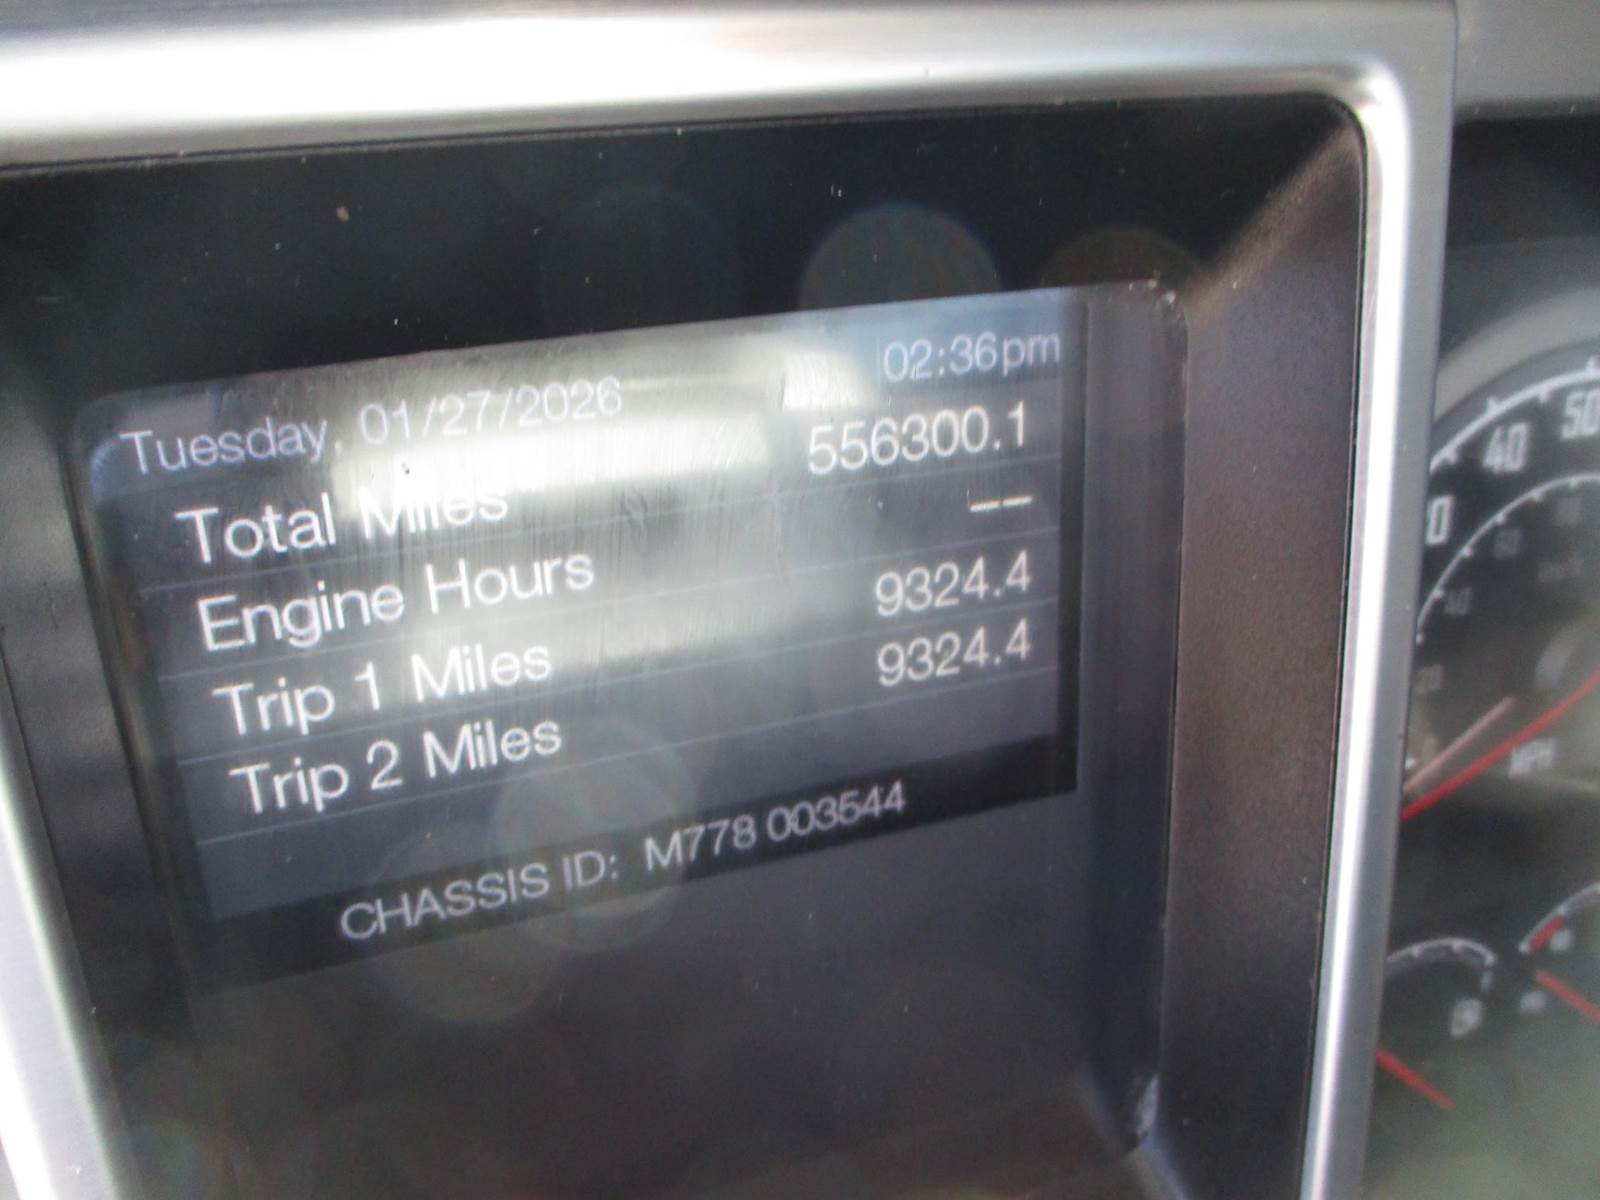 Tuesday, 01/27/2026 02:36pm
Total Miles 556300.1
Engine Hours --
Trip 1 Miles 9324.4
Trip 2 Miles 9324.4
CHASSIS ID: M778 003544
40 50
MPH